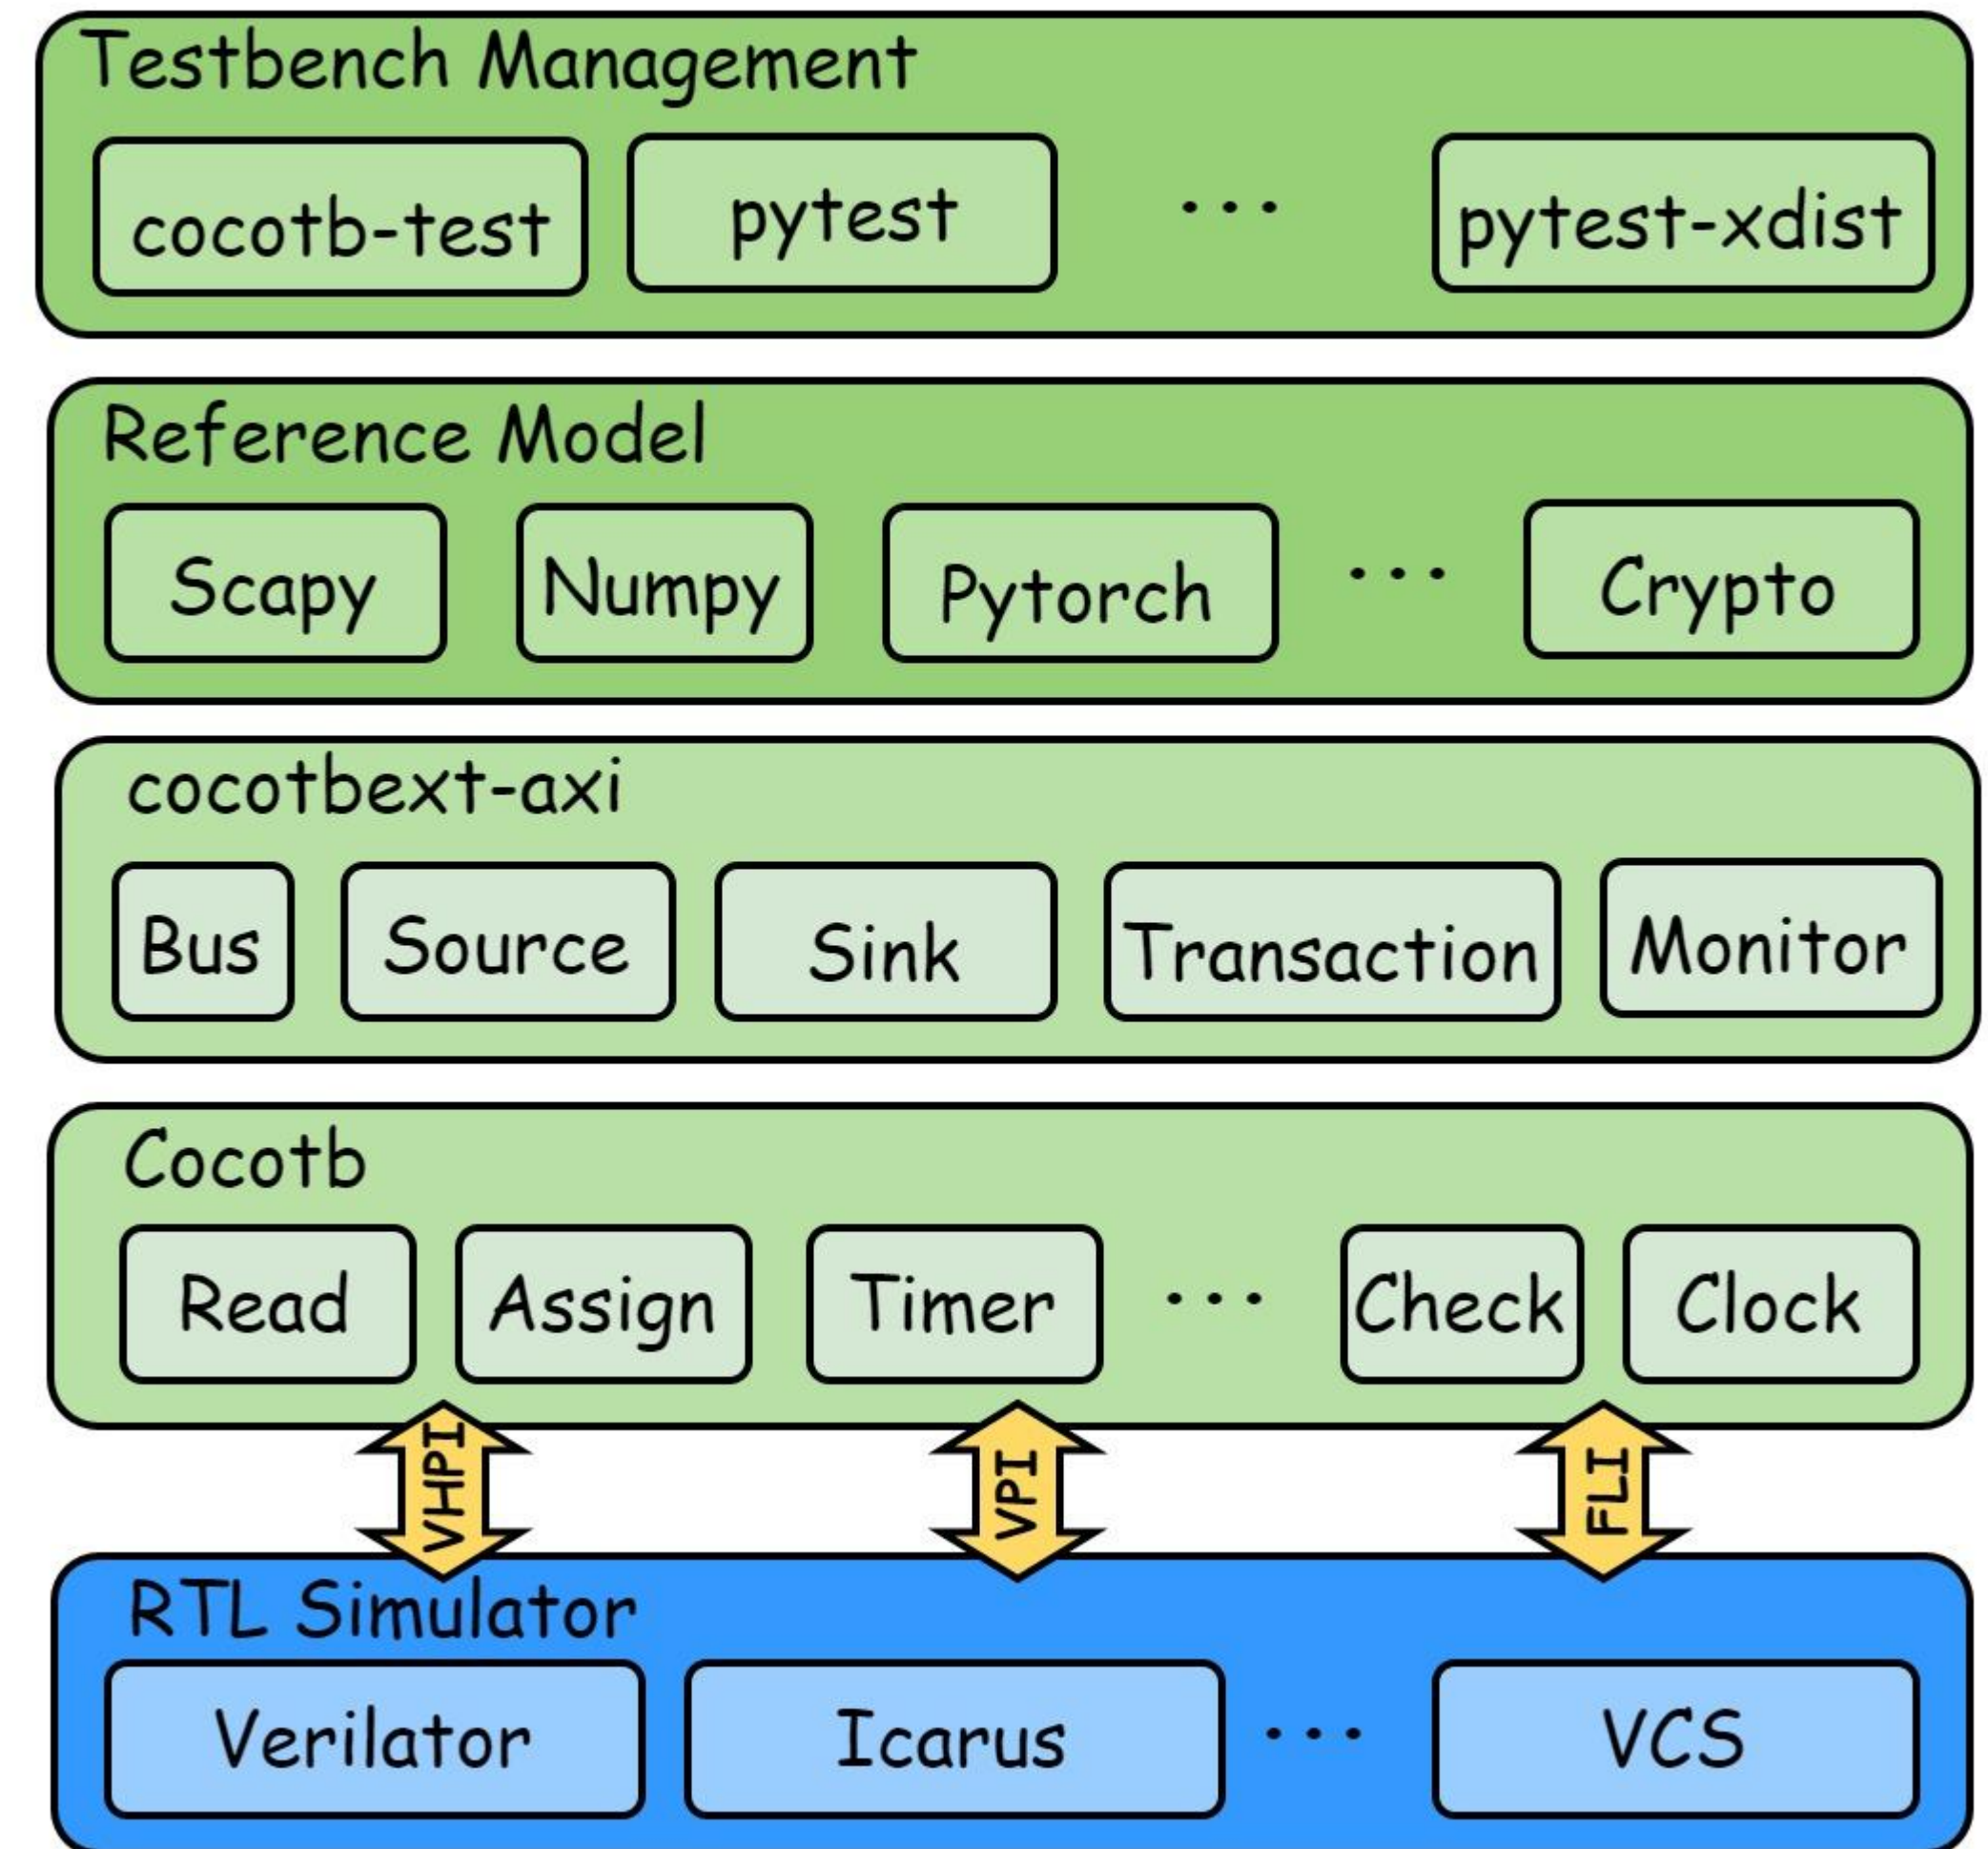 Testbench Management
cocotb-test pytest ... pytest-xdist
Reference Model
Scapy Numpy Pytorch ... Crypto
cocotbext-axi
Bus Source Sink Transaction Monitor
Cocotb
Read Assign Timer ... Check Clock
VHPI VPI FLI
RTL Simulator
Verilator Icarus ... VCS